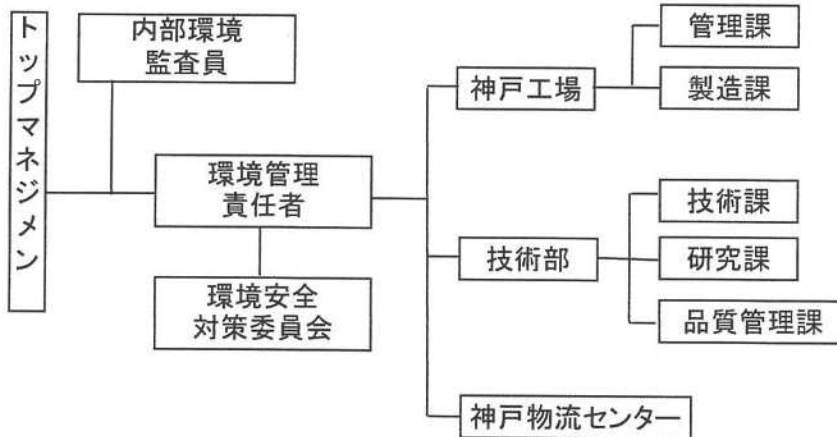 トップマネジメン
内部環境
監査員
環境管理
責任者
環境安全
対策委員会
神戸工場
管理課
製造課
技術部
技術課
研究課
品質管理課
神戸物流センター